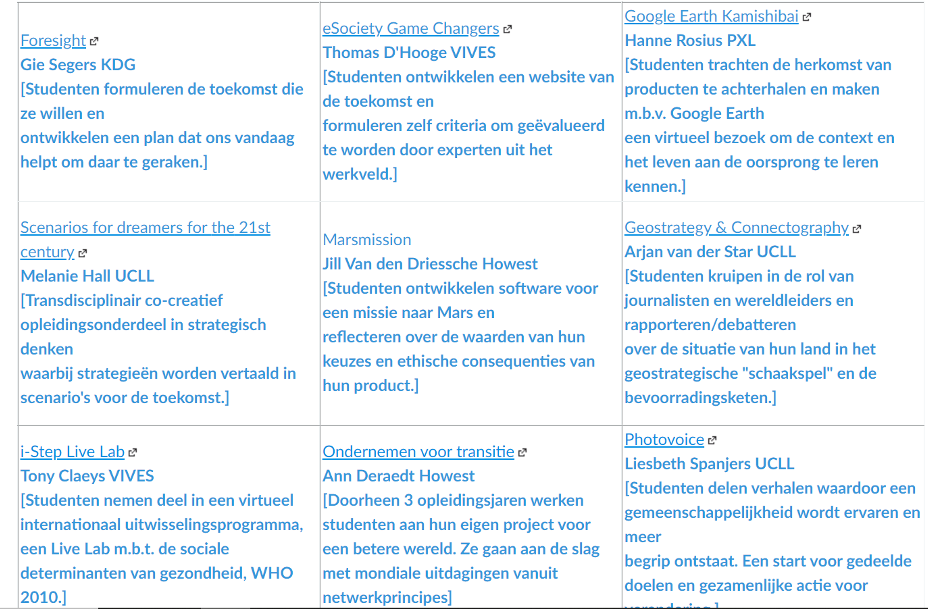 Foresight
Gie Segers KDG
[Studenten formuleren de toekomst die
ze willen en
ontwikkelen een plan dat ons vandaag
helpt om daar te geraken.]
eSociety Game Changers
Thomas D'Hooge VIVES
[Studenten ontwikkelen een website van
de toekomst en
formuleren zelf criteria om geëvalueerd
te worden door experten uit het
werkveld.]
Google Earth Kamishibai
Hanne Rosius PXL
[Studenten trachten de herkomst van
producten te achterhalen en maken
m.b.v. Google Earth
een virtueel bezoek om de context en
het leven aan de oorsprong te leren
kennen.]
Scenarios for dreamers for the 21st
century
Melanie Hall UCLL
[Transdisciplinair co-creatief
opleidingsonderdeel in strategisch
denken
waarbij strategieën worden vertaald in
scenario's voor de toekomst.]
Marsmission
Jill Van den Driessche Howest
[Studenten ontwikkelen software voor
een missie naar Mars en
reflecteren over de waarden van hun
keuzes en ethische consequenties van
hun product.]
Geostrategy & Connectography
Arjan van der Star UCLL
[Studenten kruipen in de rol van
journalisten en wereldleiders en
rapporteren/debatteren
over de situatie van hun land in het
geostrategische "schaakspel" en de
bevoorradingsketen.]
i-Step Live Lab
Tony Claeys VIVES
[Studenten nemen deel in een virtueel
internationaal uitwisselingsprogramma,
een Live Lab m.b.t. de sociale
determinanten van gezondheid, WHO
2010.]
Ondernemen voor transitie
Ann Deraedt Howest
[Doorheen 3 opleidingsjaren werken
studenten aan hun eigen project voor
een betere wereld. Ze gaan aan de slag
met mondiale uitdagingen vanuit
netwerkprincipes]
Photovoice
Liesbeth Spanjers UCLL
[Studenten delen verhalen waardoor een
gemeenschappelijkheid wordt ervaren en
meer
begrip ontstaat. Een start voor gedeelde
doelen en gezamenlijke actie voor